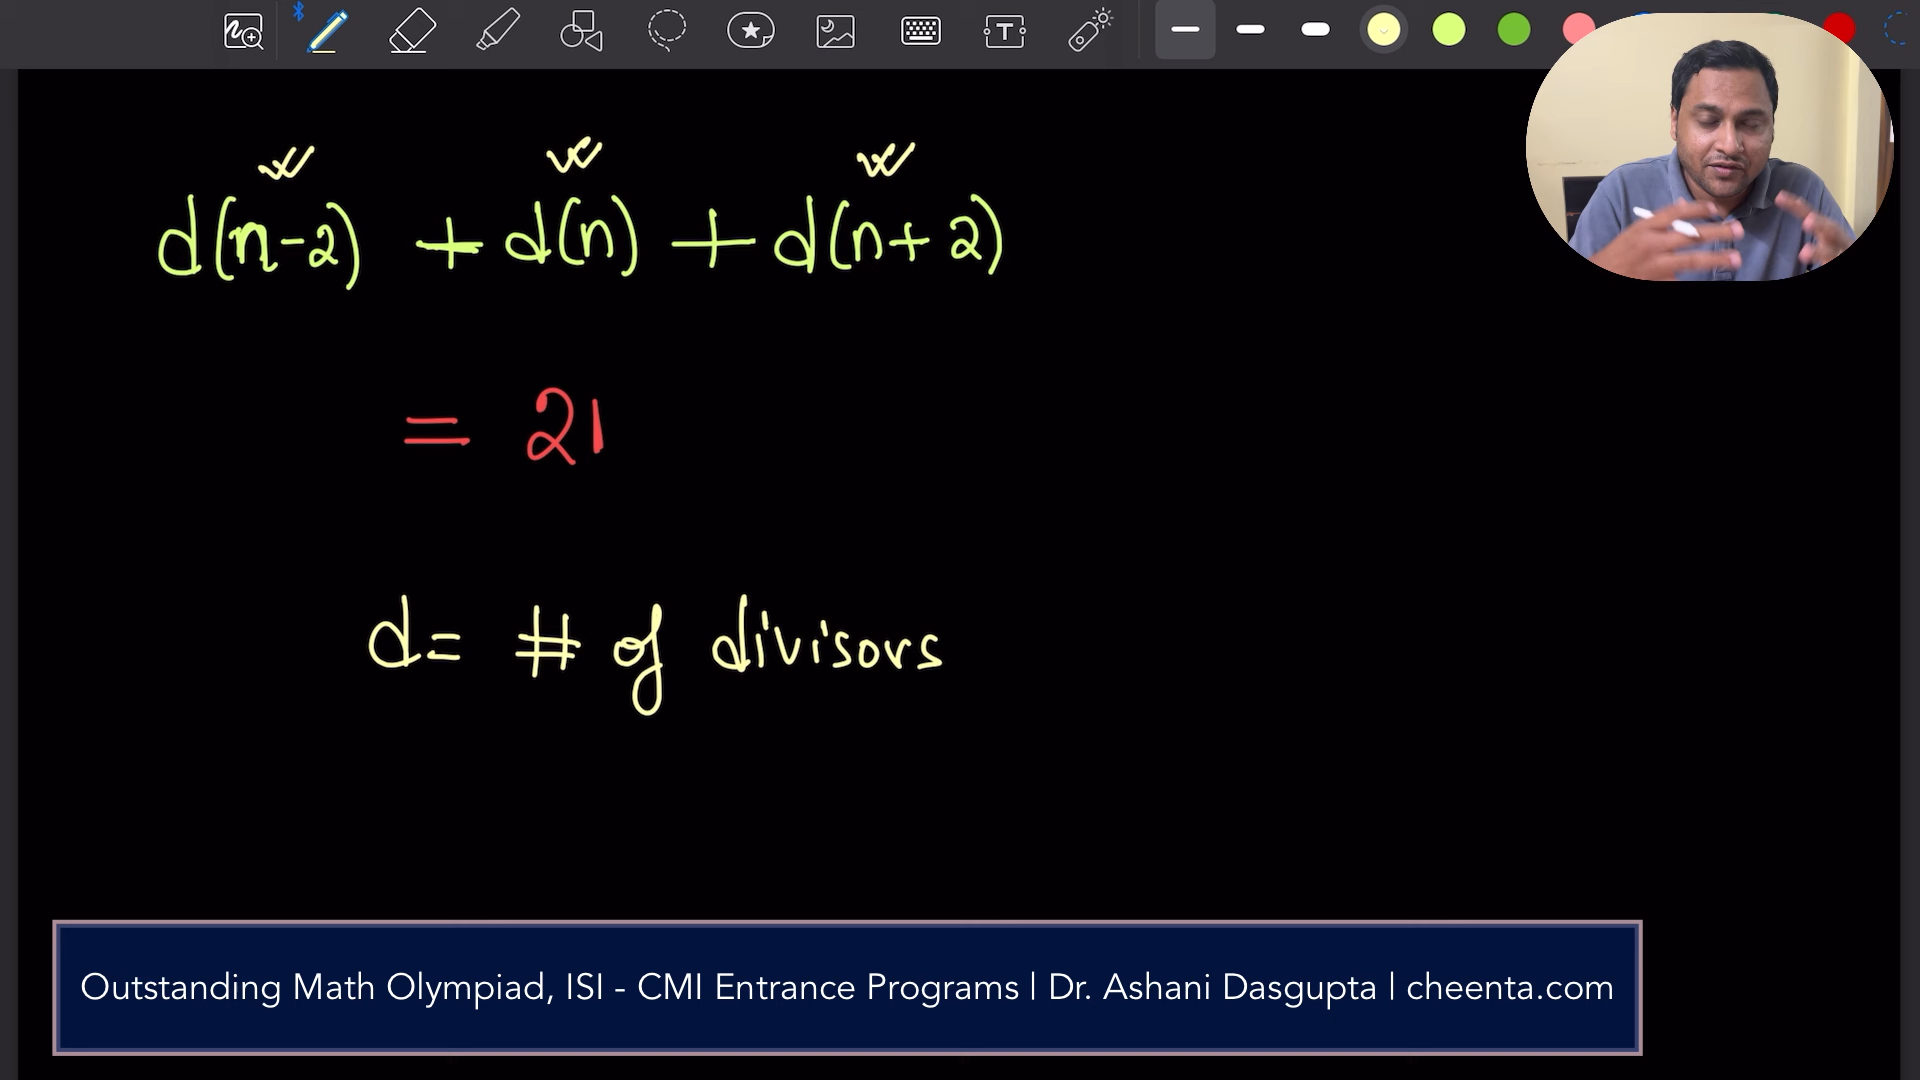 d(n-2) + d(n) + d(n+2)
= 21
d= # of divisors
Outstanding Math Olympiad, ISI - CMI Entrance Programs | Dr. Ashani Dasgupta | cheenta.com